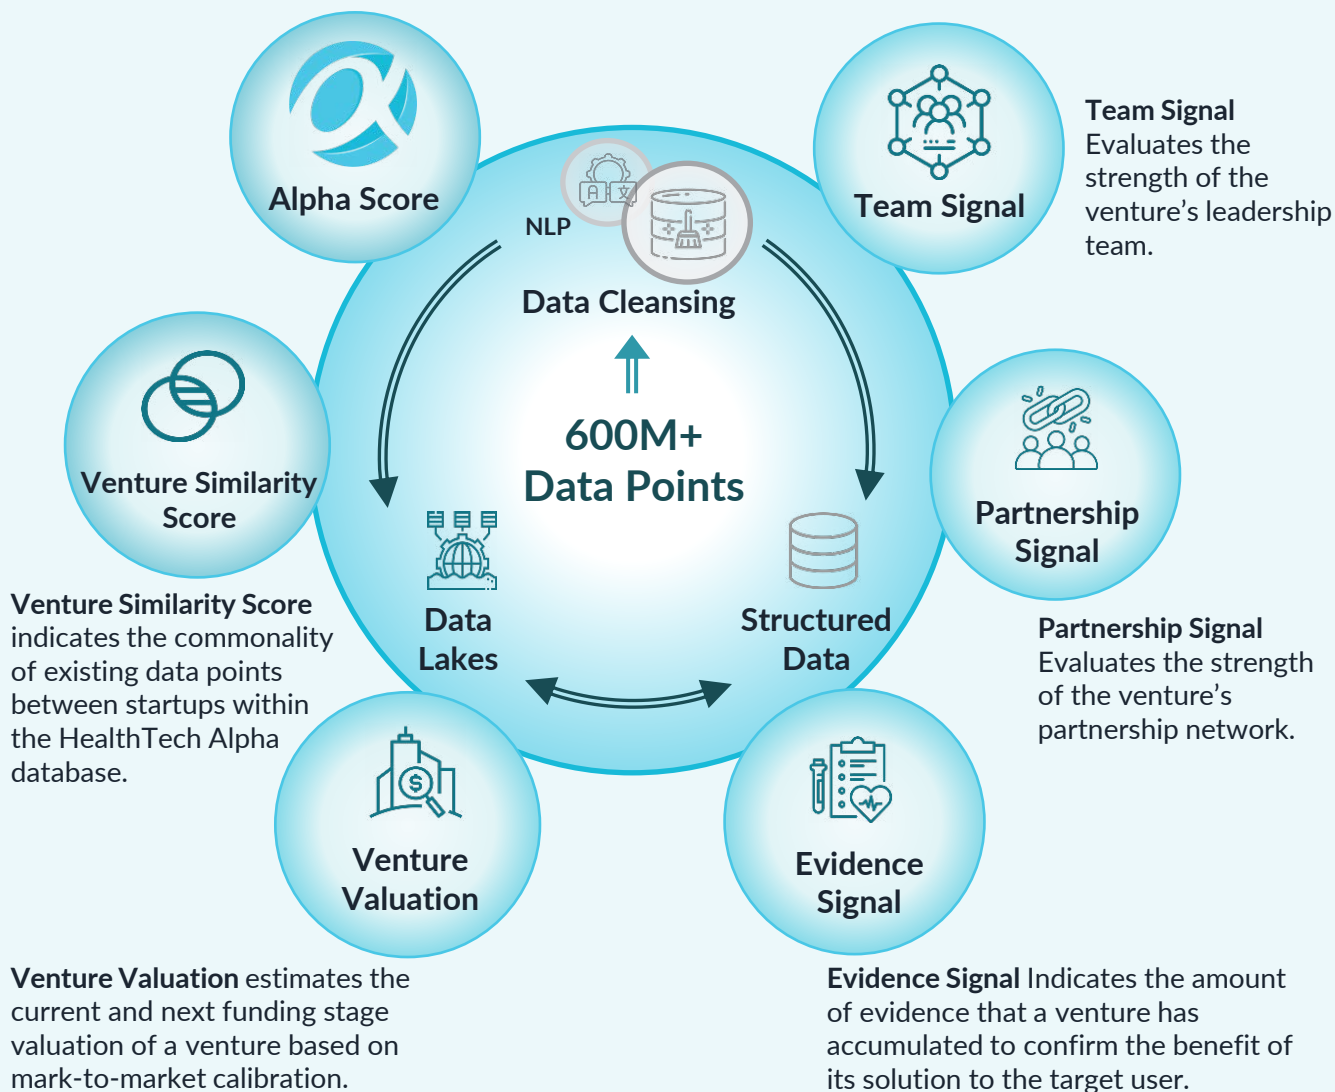 Alpha Score
Team Signal
Team Signal
Evaluates the
strength of the
venture's leadership
team.
NLP
Data Cleansing
600M+
Data Points
Venture Similarity
Score
Partnership
Signal
Data
Lakes
Structured
Data
Venture Similarity Score
indicates the commonality
of existing data points
between startups within
the HealthTech Alpha
database.
Partnership Signal
Evaluates the strength
of the venture's
partnership network.
Venture
Valuation
Evidence
Signal
Venture Valuation estimates the
current and next funding stage
valuation of a venture based on
mark-to-market calibration.
Evidence Signal Indicates the amount
of evidence that a venture has
accumulated to confirm the benefit of
its solution to the target user.